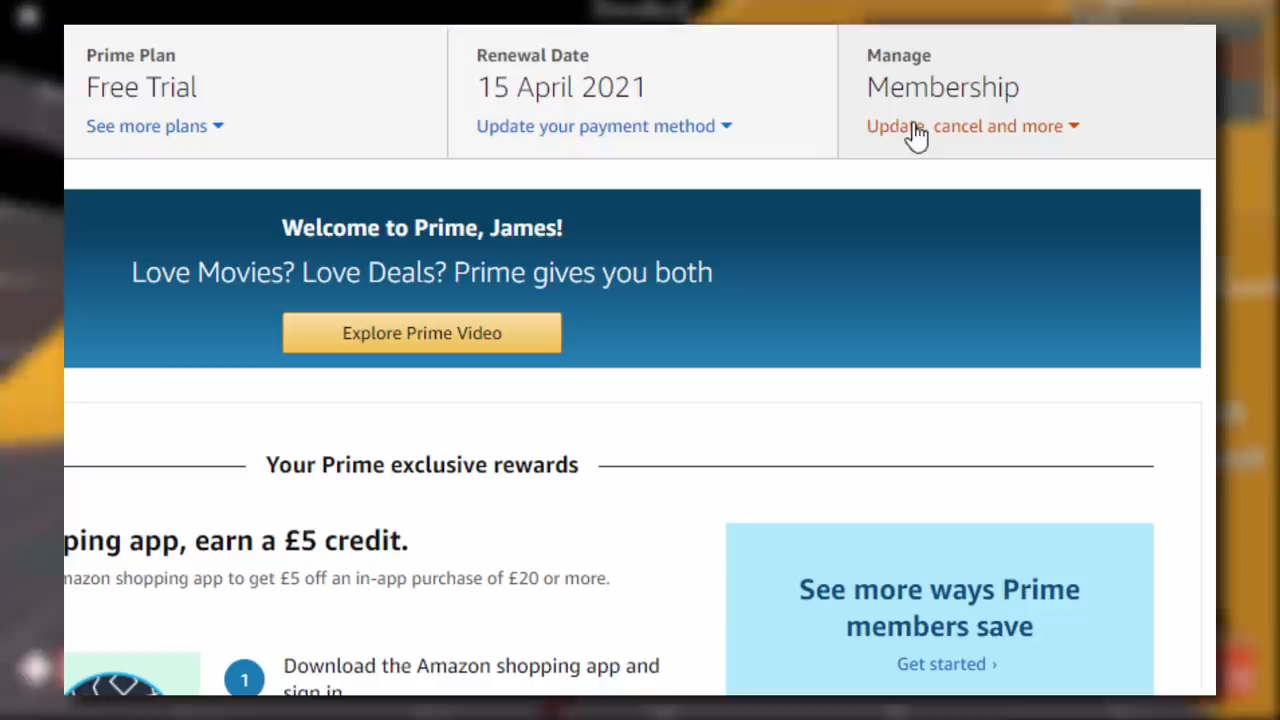 Prime Plan
Free Trial
See more plans
Renewal Date
15 April 2021
Update your payment method
Manage
Membership
Update, cancel and more
Welcome to Prime, James!
Love Movies? Love Deals? Prime gives you both
Explore Prime Video
Your Prime exclusive rewards
ping app, earn a £5 credit.
mazon shopping app to get £5 off an in-app purchase of £20 or more.
See more ways Prime
members save
Get started ›
1
Download the Amazon shopping app and
sign in